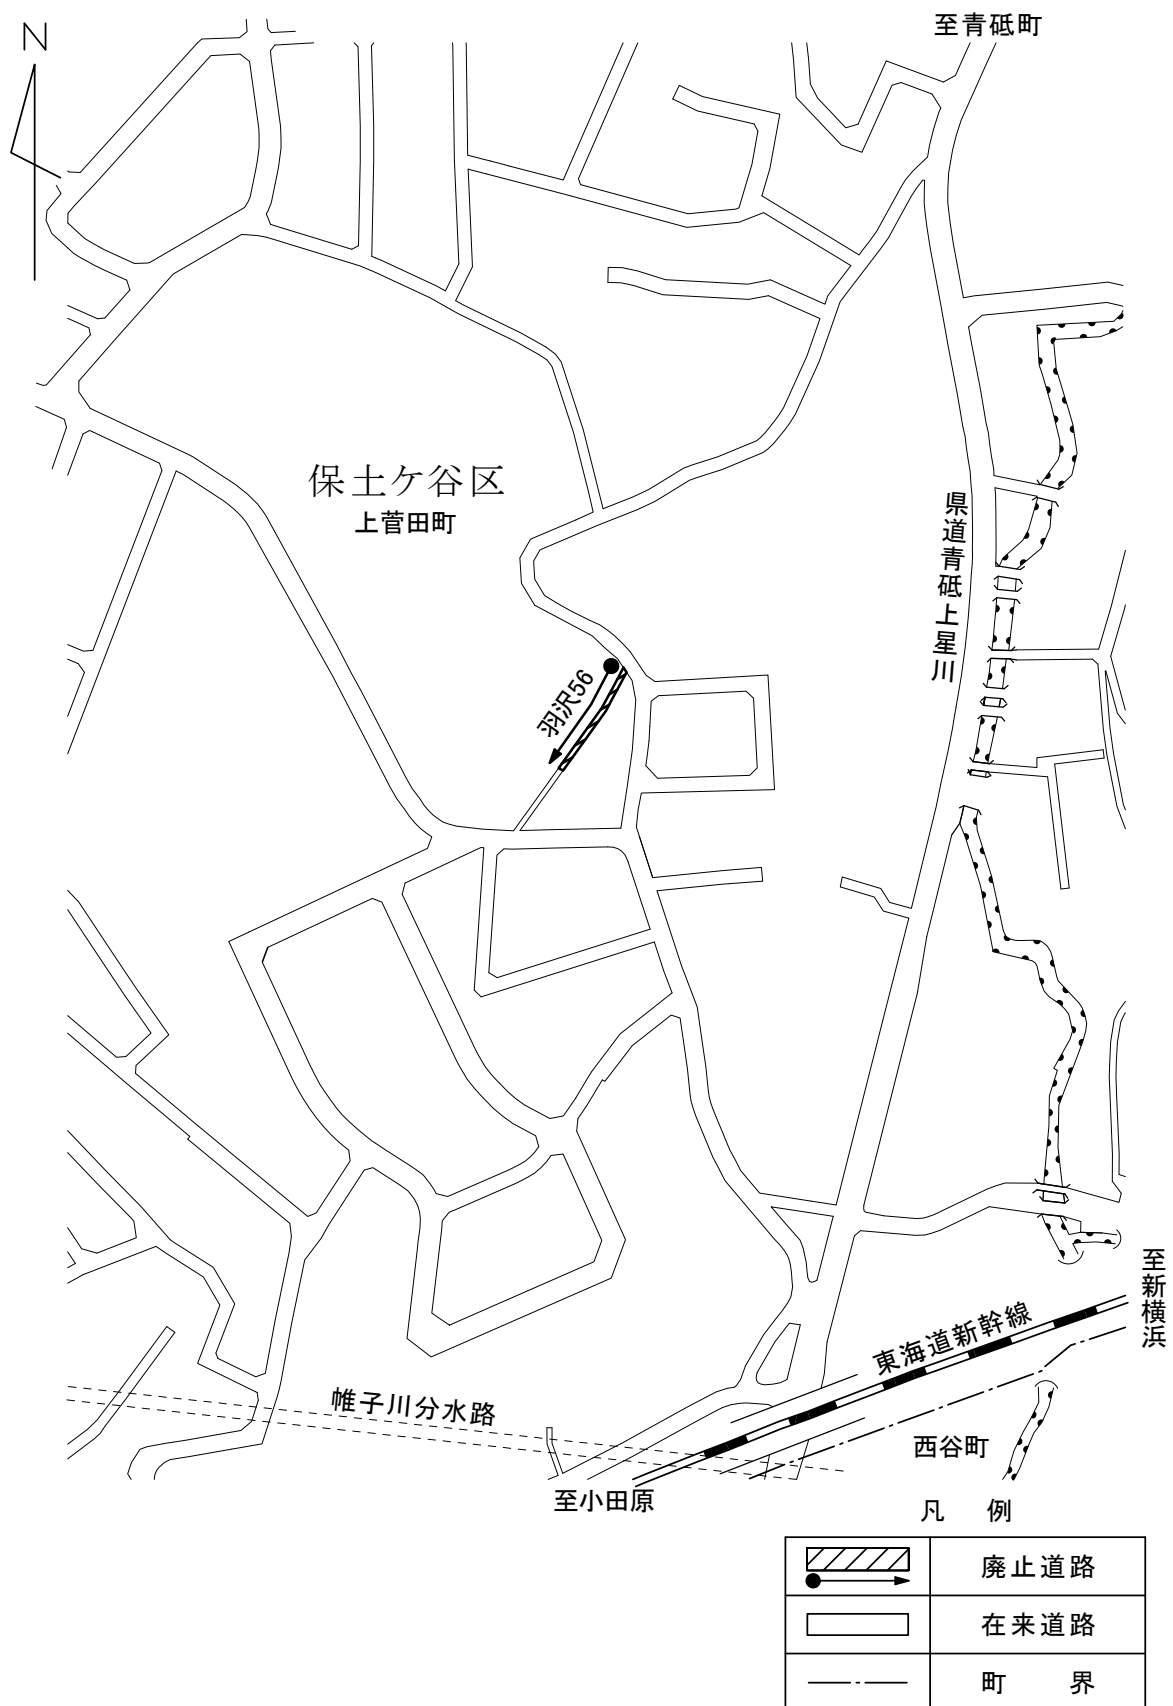 至青砥町
N
保土ケ谷区
上菅田町
県道青砥上星川
羽沢56
至新横浜
東海道新幹線
帷子川分水路
西谷町
至小田原
凡 例
廃止道路
在来道路
町 界